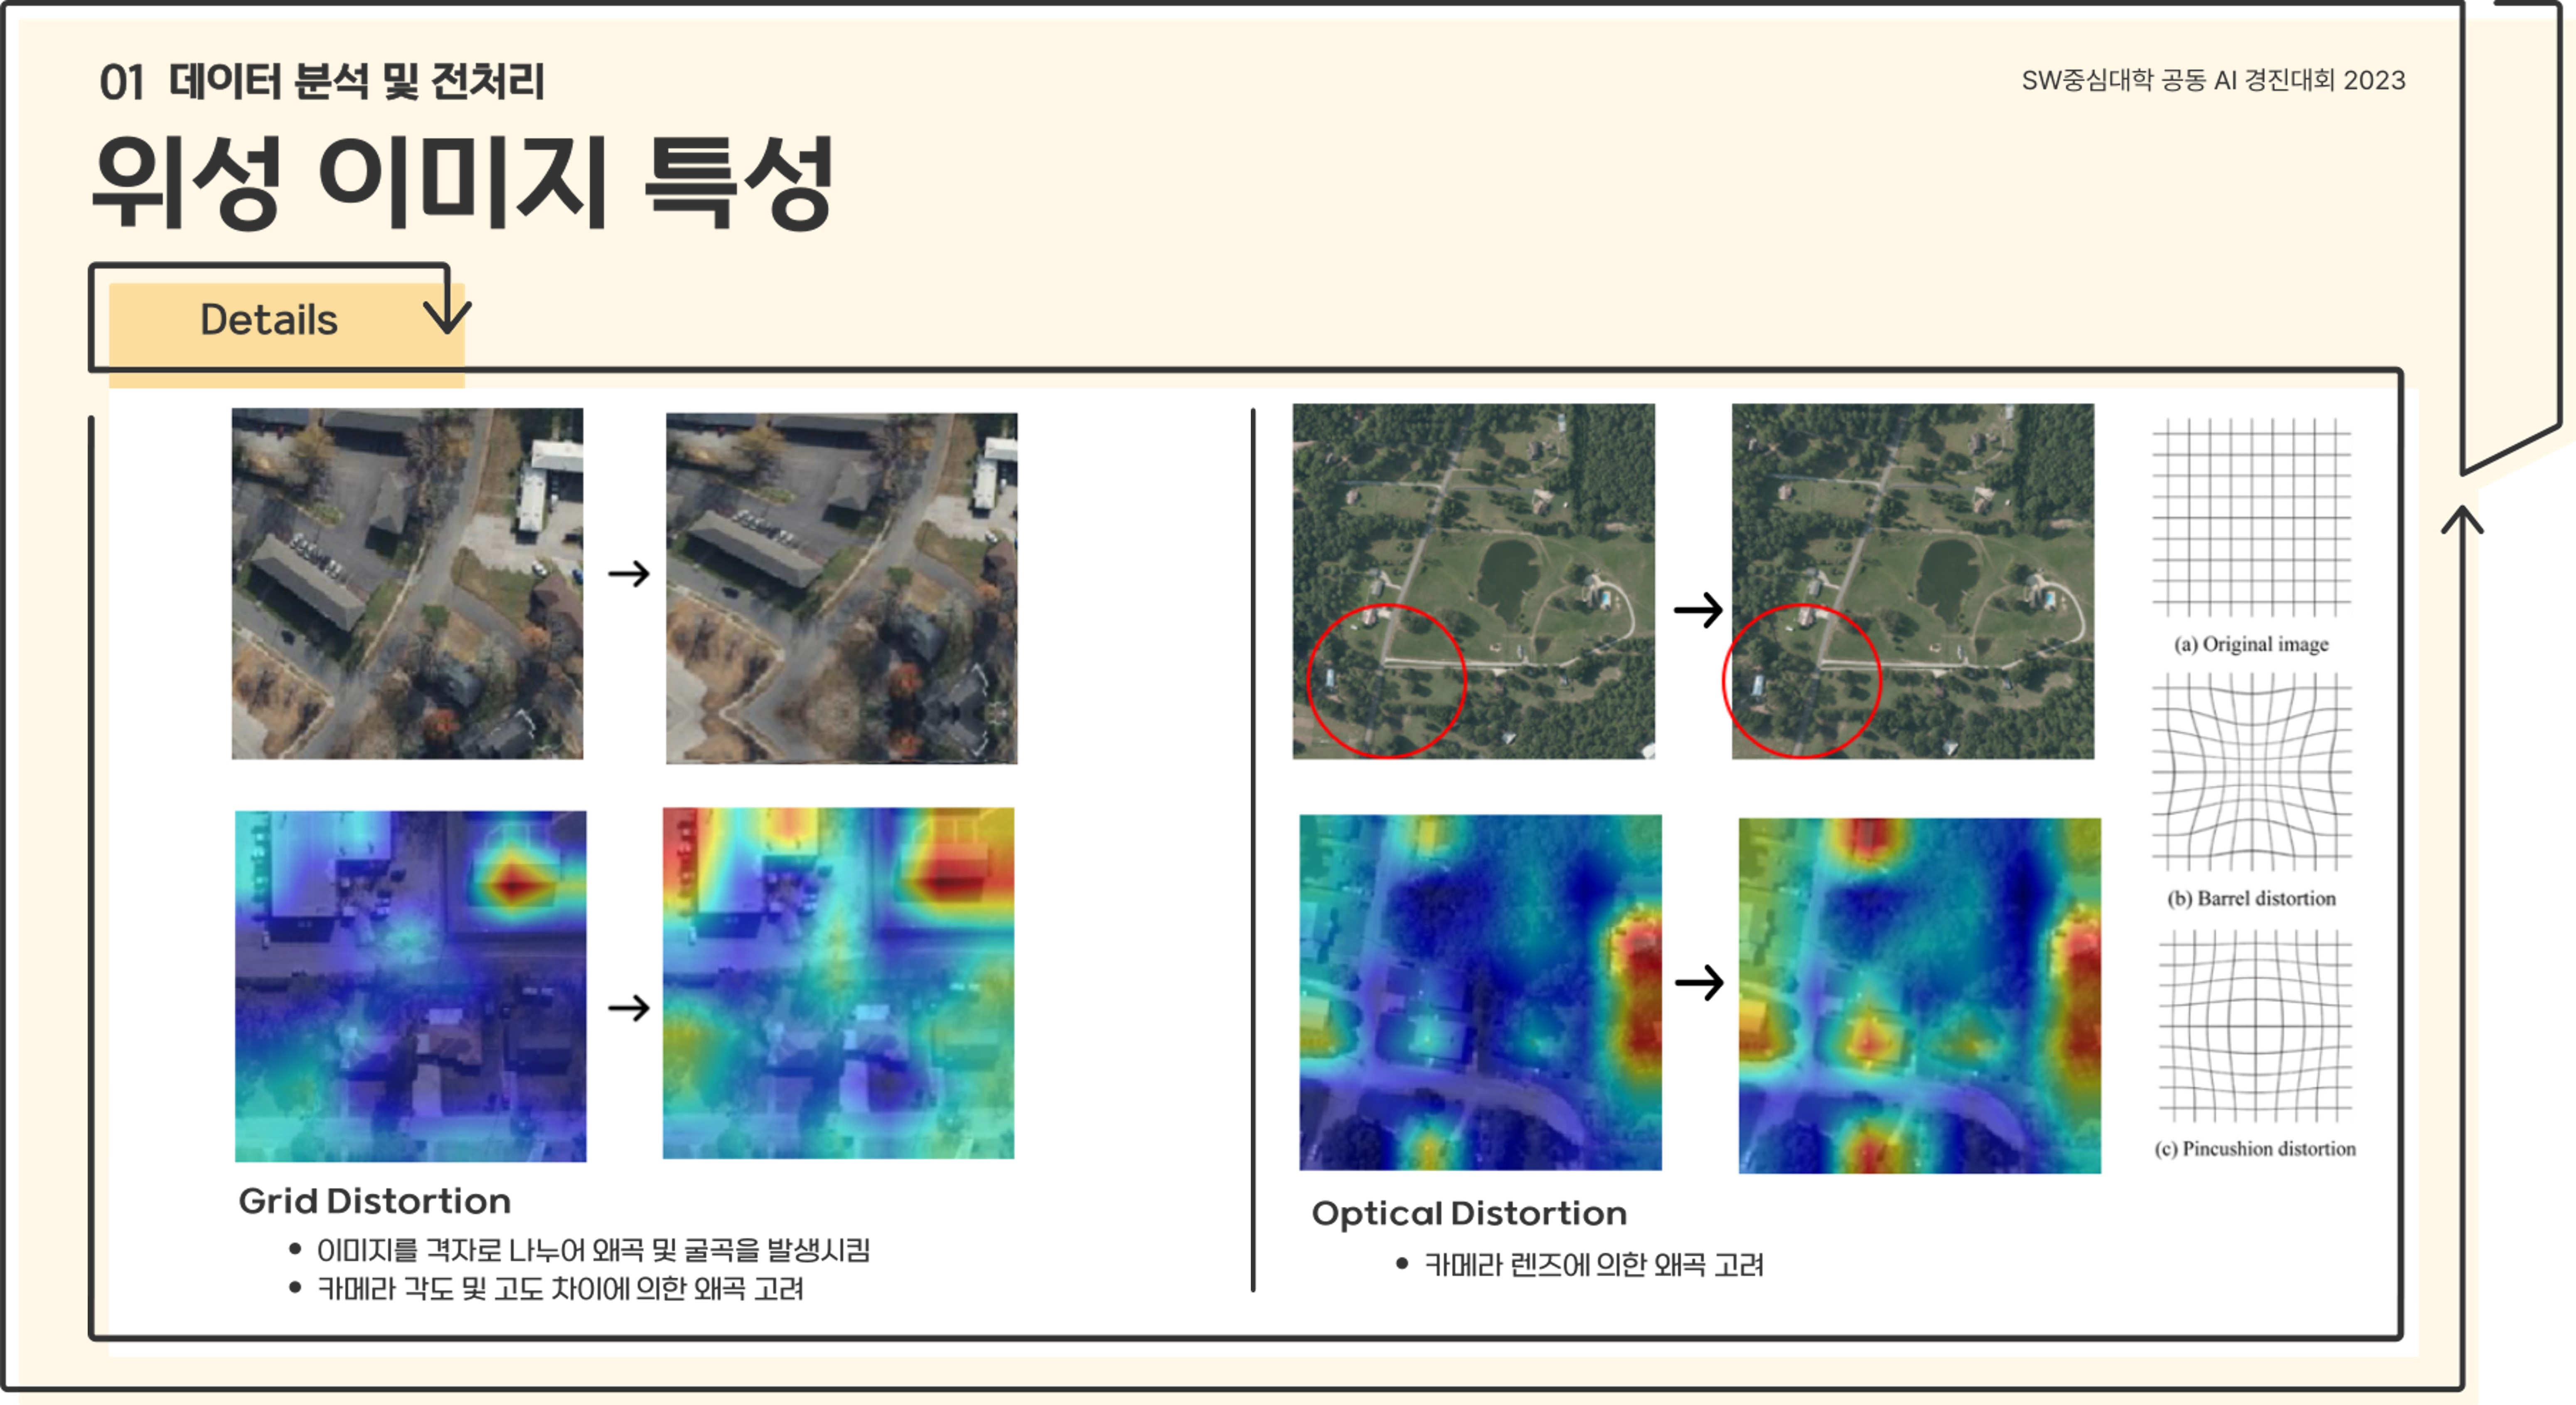 01 데이터 분석 및 전처리
SW중심대학 공동 AI 경진대회 2023
위성 이미지 특성
Details
(a) Original image
(b) Barrel distortion
(c) Pincushion distortion
Grid Distortion
• 이미지를 격자로 나누어 왜곡 및 굴곡을 발생시킴
• 카메라 각도 및 고도 차이에 의한 왜곡 고려
Optical Distortion
• 카메라 렌즈에 의한 왜곡 고려